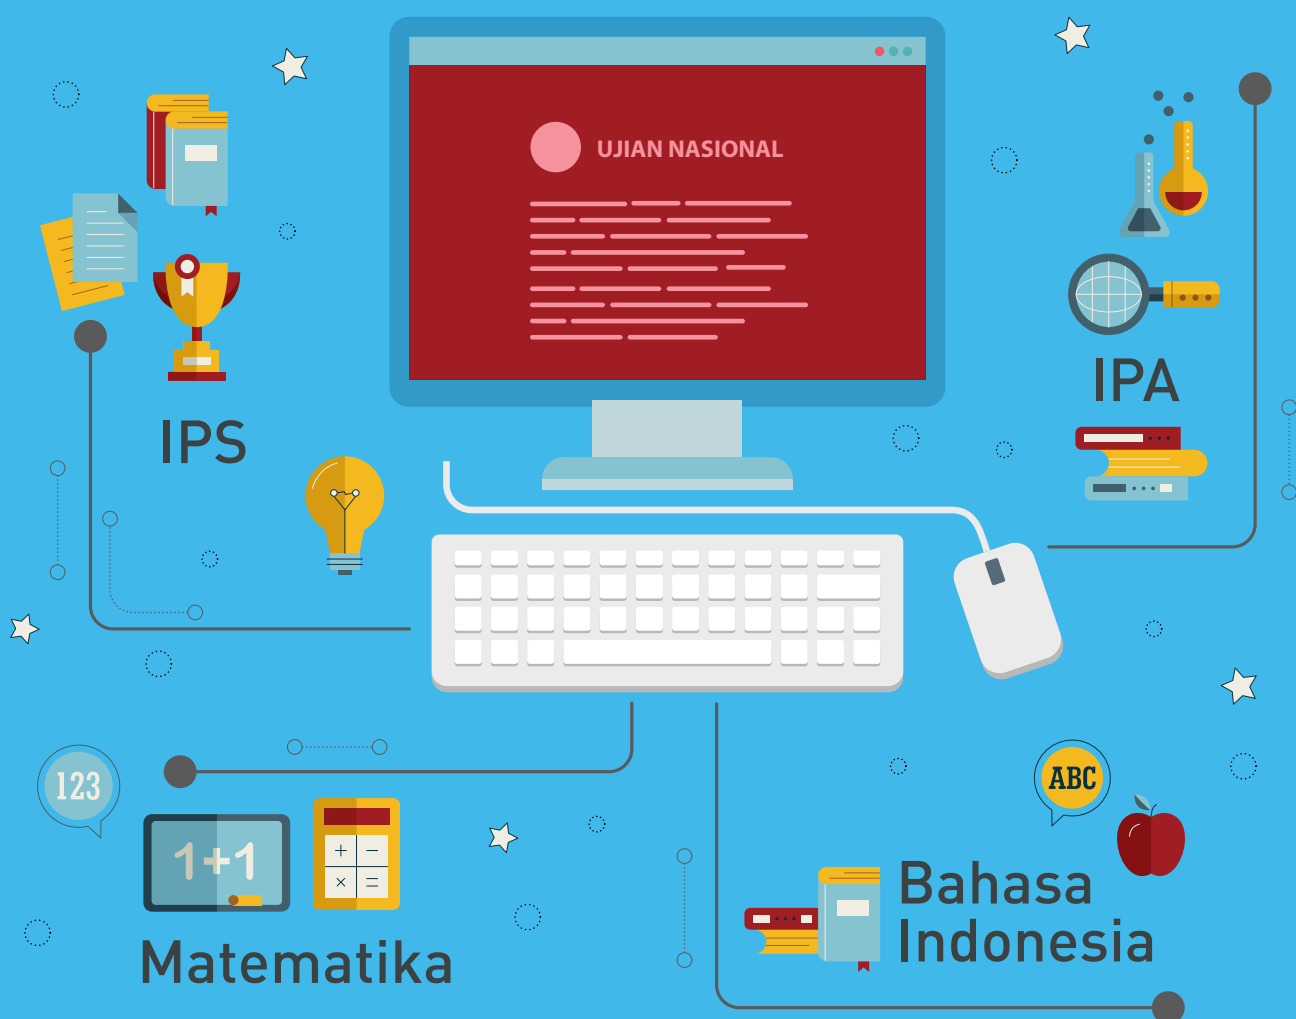 UJIAN NASIONAL
IPS
IPA
123
1+1
+ −
× =
Matematika
ABC
Bahasa
Indonesia